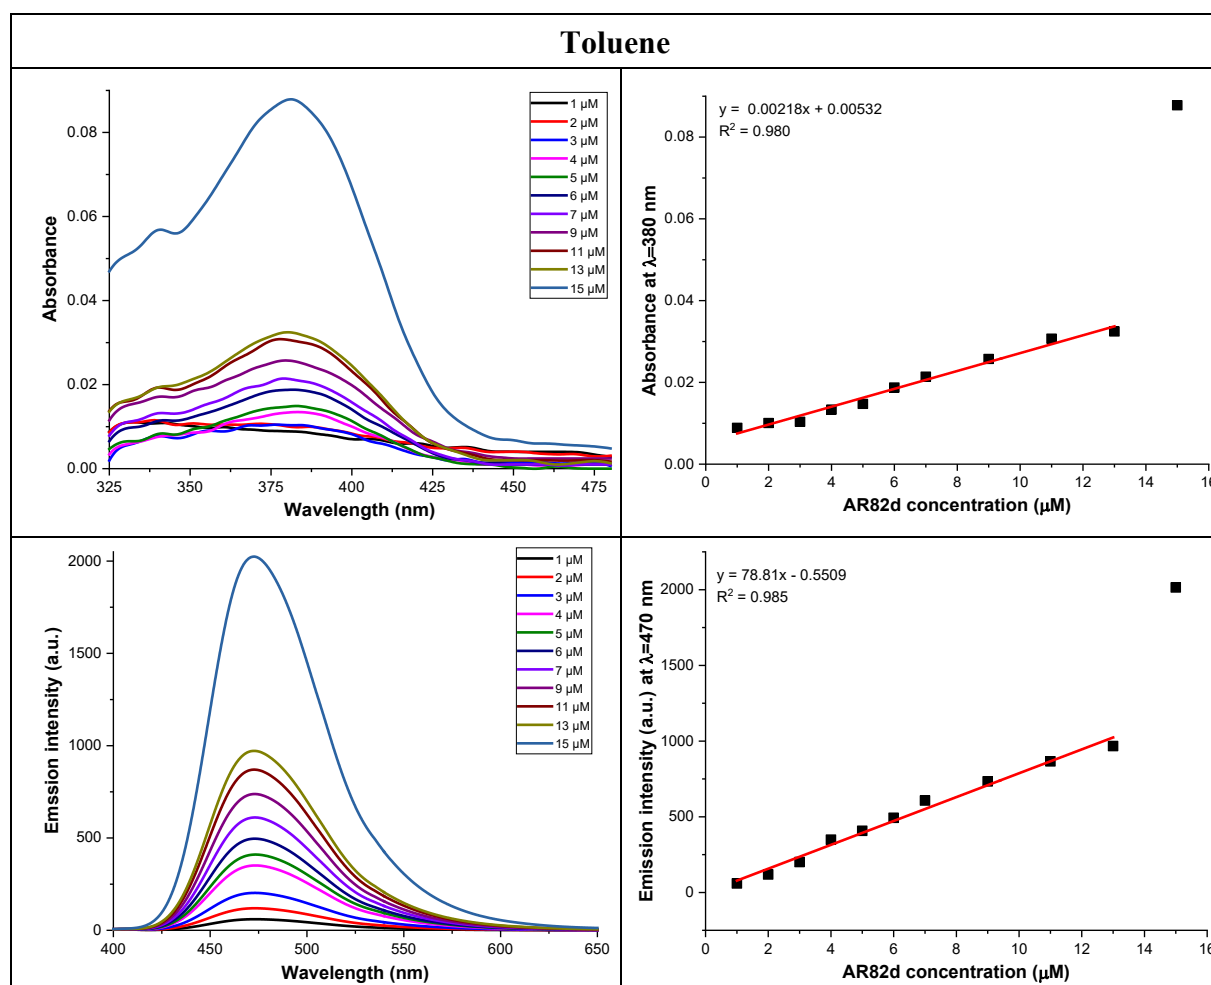 Toluene
1 µM
2 µM
3 µM
4 µM
5 µM
6 µM
7 µM
9 µM
11 µM
13 µM
15 µM
0.08
0.06
0.04
0.02
0.00
Absorbance
325 350 375 400 425 450 475
Wavelength (nm)
y = 0.00218x + 0.00532
R² = 0.980
0.08
0.06
0.04
0.02
0.00
Absorbance at λ=380 nm
0 2 4 6 8 10 12 14 16
AR82d concentration (µM)
1 µM
2 µM
3 µM
4 µM
5 µM
6 µM
7 µM
9 µM
11 µM
13 µM
15 µM
2000
1500
1000
500
0
Emssion intensity (a.u.)
400 450 500 550 600 650
Wavelength (nm)
y = 78.81x - 0.5509
R² = 0.985
2000
1500
1000
500
0
Emission intensity (a.u.) at λ=470 nm
0 2 4 6 8 10 12 14 16
AR82d concentration (µM)